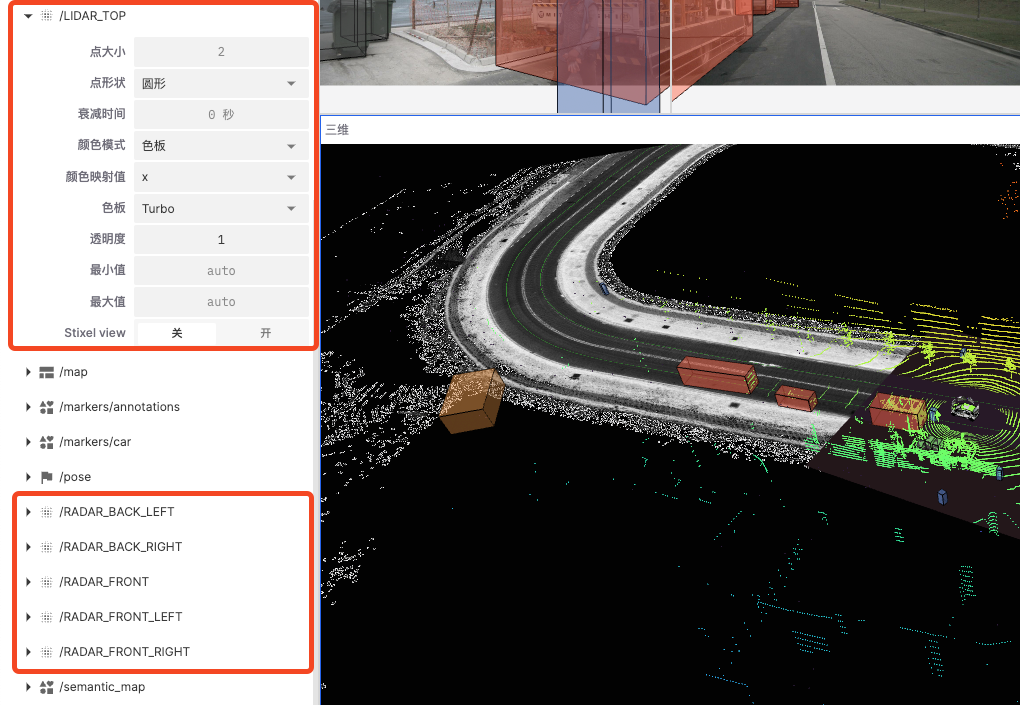 /LIDAR_TOP
点大小 2
点形状 圆形
衰减时间 0 秒
颜色模式 色板
颜色映射值 x
色板 Turbo
透明度 1
最小值 auto
最大值 auto
Stixel view 关 开
/map
/markers/annotations
/markers/car
/pose
/RADAR_BACK_LEFT
/RADAR_BACK_RIGHT
/RADAR_FRONT
/RADAR_FRONT_LEFT
/RADAR_FRONT_RIGHT
/semantic_map
三维